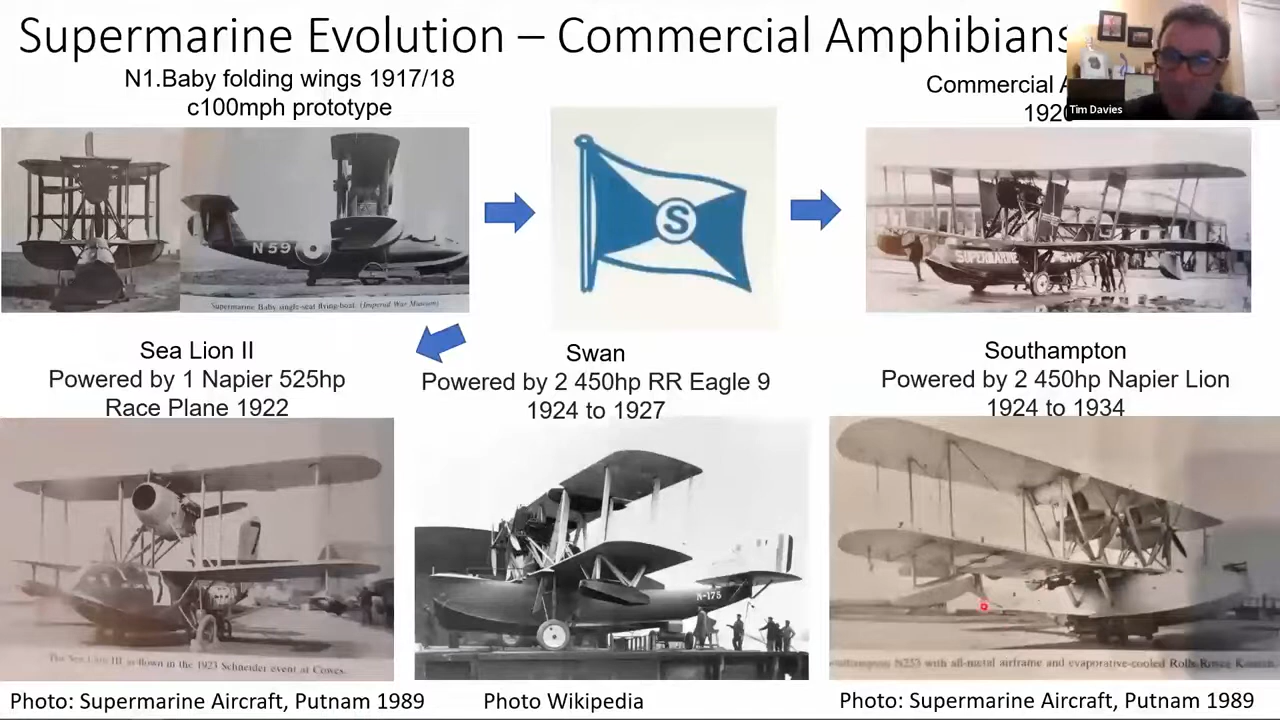 Supermarine Evolution – Commercial Amphibians
N1.Baby folding wings 1917/18
c100mph prototype
Commercial
1920
Tim Davies
N59
Supermarine Baby single-seat flying-boat. (Imperial War Museum)
S
SUPERMARINE
Sea Lion II
Powered by 1 Napier 525hp
Race Plane 1922
Swan
Powered by 2 450hp RR Eagle 9
1924 to 1927
Southampton
Powered by 2 450hp Napier Lion
1924 to 1934
The Sea Lion III as flown in the 1923 Schneider event at Cowes.
N-175
N253 with all-metal airframe and evaporative-cooled Rolls-Royce
Photo: Supermarine Aircraft, Putnam 1989
Photo Wikipedia
Photo: Supermarine Aircraft, Putnam 1989